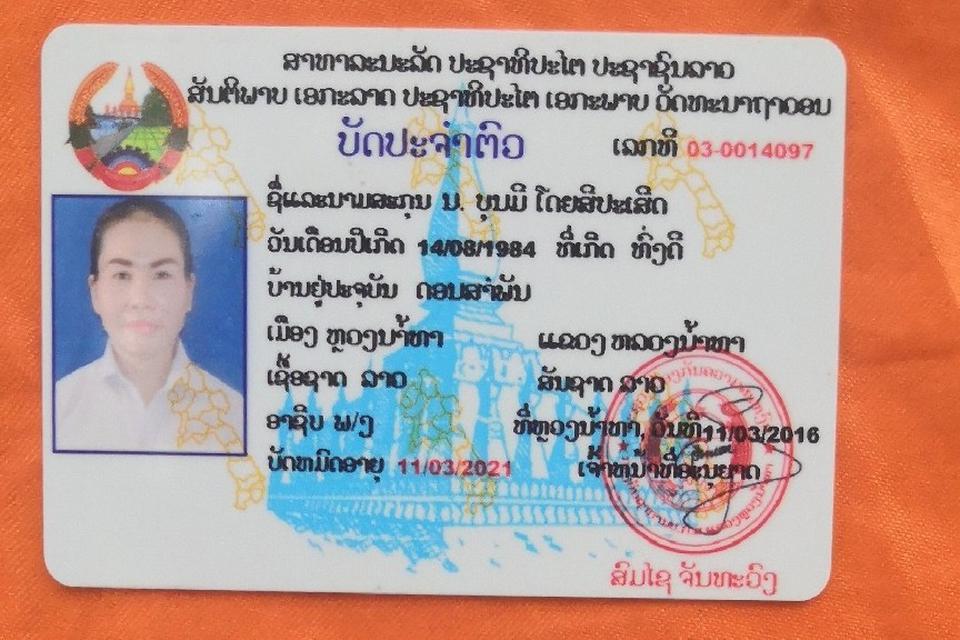 ສາທາລະນະລັດ ປະຊາທິປະໄຕ ປະຊາຊົນລາວ
ສັນຕິພາບ ເອກະລາດ ປະຊາທິປະໄຕ ເອກະພາບ ວັດທະນາຖາວອນ
ບັດປະຈຳຕົວ
ເລກທີ 03-0014097
ຊື່ແລະນາມສະກຸນ ນ. ບຸນມີ ໂດຍສີປະເສີດ
ວັນເດືອນປີເກີດ 14/08/1984 ທີ່ເກີດ ທົ່ງດີ
ບ້ານຢູ່ປະຈຸບັນ ດອນສຳພັນ
ເມືອງ ຫຼວງນ້ຳທາ ແຂວງ ຫລວງນ້ຳທາ
ເຊື້ອຊາດ ລາວ ສັນຊາດ ລາວ
ອາຊິບ ພ/ງ ທີ່ຫຼວງນ້ຳທາ, ວັນທີ11/03/2016
ບັດຫມົດອາຍຸ 11/03/2021 ເຈົ້າຫນ້າທີ່ອະນຸຍາດ
ສົມໄຊ ຈັນທະວົງ